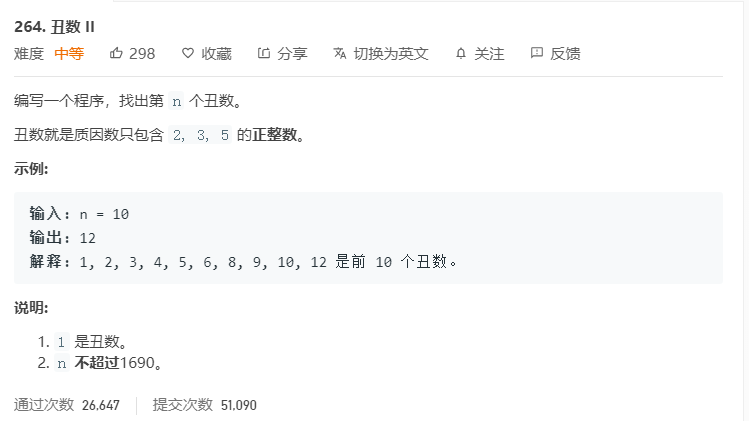 264. 丑数 II
难度 中等 298 收藏 分享 切换为英文 关注 反馈
编写一个程序，找出第 n 个丑数。
丑数就是质因数只包含 2, 3, 5 的正整数。
示例:
输入: n = 10
输出: 12
解释: 1, 2, 3, 4, 5, 6, 8, 9, 10, 12 是前 10 个丑数。
说明:
1. 1 是丑数。
2. n 不超过1690。
通过次数 26,647 提交次数 51,090